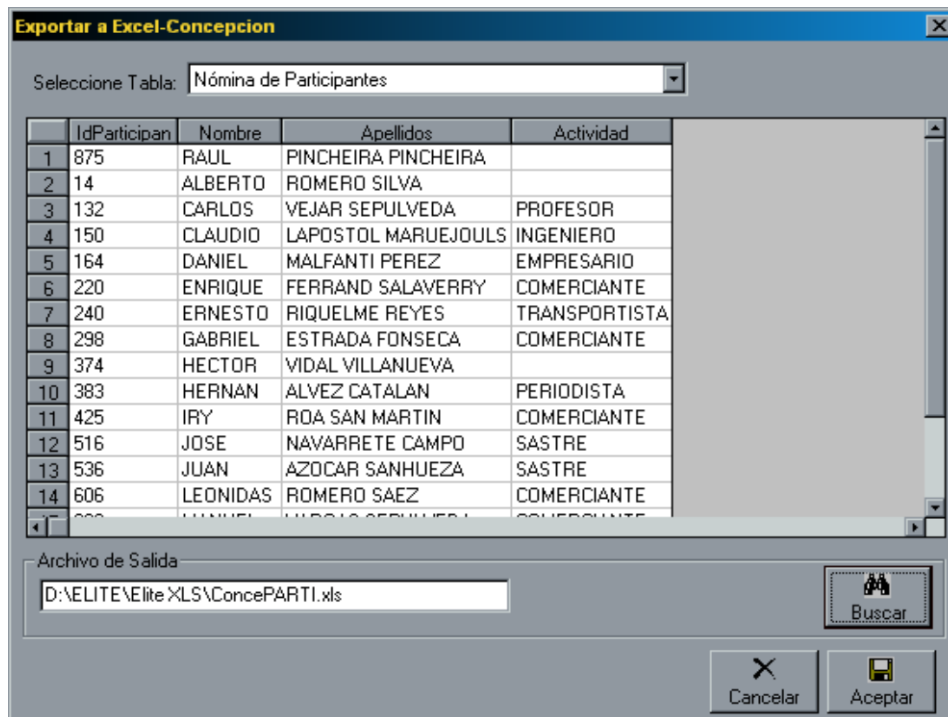 Exportar a Excel-Concepcion
Seleccione Tabla: Nómina de Participantes
IdParticipan Nombre Apellidos Actividad
1 875 RAUL PINCHEIRA PINCHEIRA
2 14 ALBERTO ROMERO SILVA
3 132 CARLOS VEJAR SEPULVEDA PROFESOR
4 150 CLAUDIO LAPOSTOL MARUEJOULS INGENIERO
5 164 DANIEL MALFANTI PEREZ EMPRESARIO
6 220 ENRIQUE FERRAND SALAVERRY COMERCIANTE
7 240 ERNESTO RIQUELME REYES TRANSPORTISTA
8 298 GABRIEL ESTRADA FONSECA COMERCIANTE
9 374 HECTOR VIDAL VILLANUEVA
10 383 HERNAN ALVEZ CATALAN PERIODISTA
11 425 IRY ROA SAN MARTIN COMERCIANTE
12 516 JOSE NAVARRETE CAMPO SASTRE
13 536 JUAN AZOCAR SANHUEZA SASTRE
14 606 LEONIDAS ROMERO SAEZ COMERCIANTE
Archivo de Salida
D:\ELITE\Elite XLS\ConcePARTI.xls
Buscar
Cancelar Aceptar